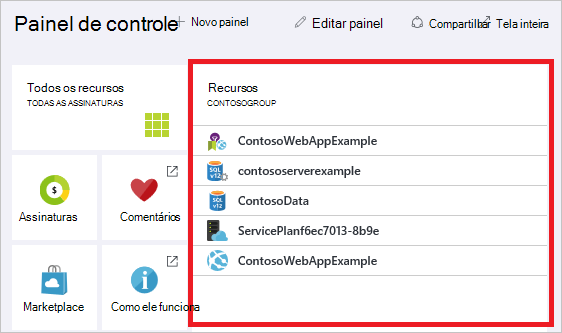 Painel de controle
Novo painel
Editar painel
Compartilhar
Tela inteira
Todos os recursos
TODAS AS ASSINATURAS
Assinaturas
Comentários
Marketplace
Como ele funciona
Recursos
CONTOSOGROUP
ContosoWebAppExample
SQL
V12
contososerverexample
SQL
V12
ContosoData
ServicePlanf6ec7013-8b9e
ContosoWebAppExample